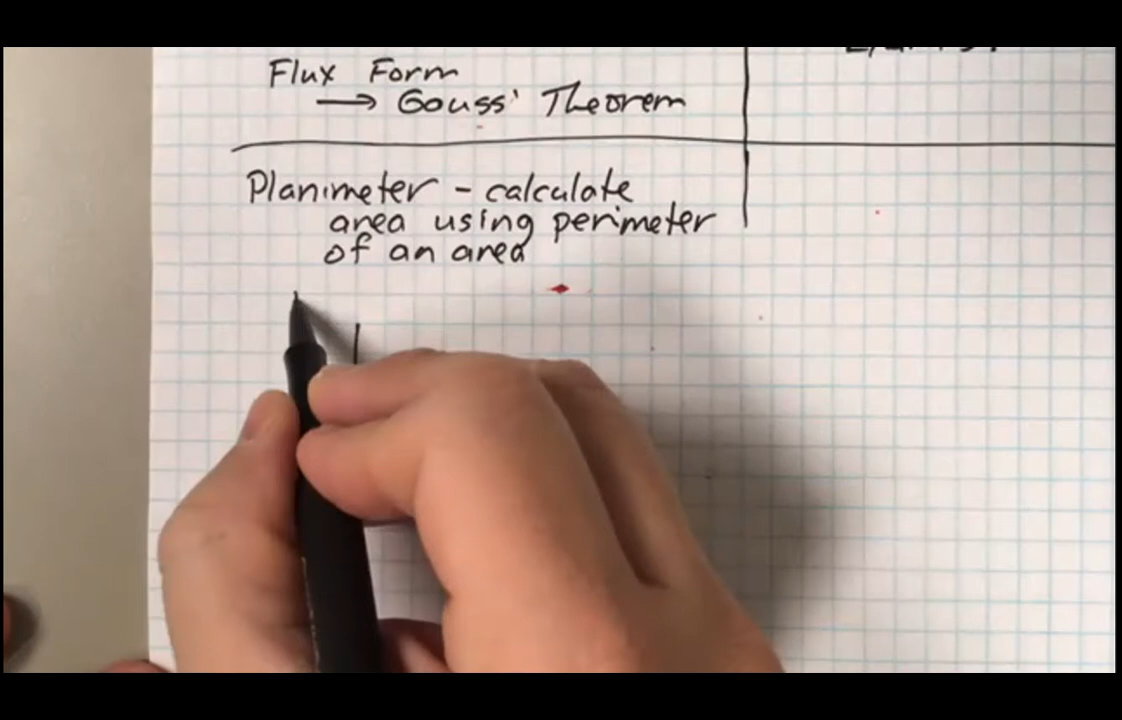 Flux Form
→ Gauss' Theorem
Planimeter - calculate
area using perimeter
of an area